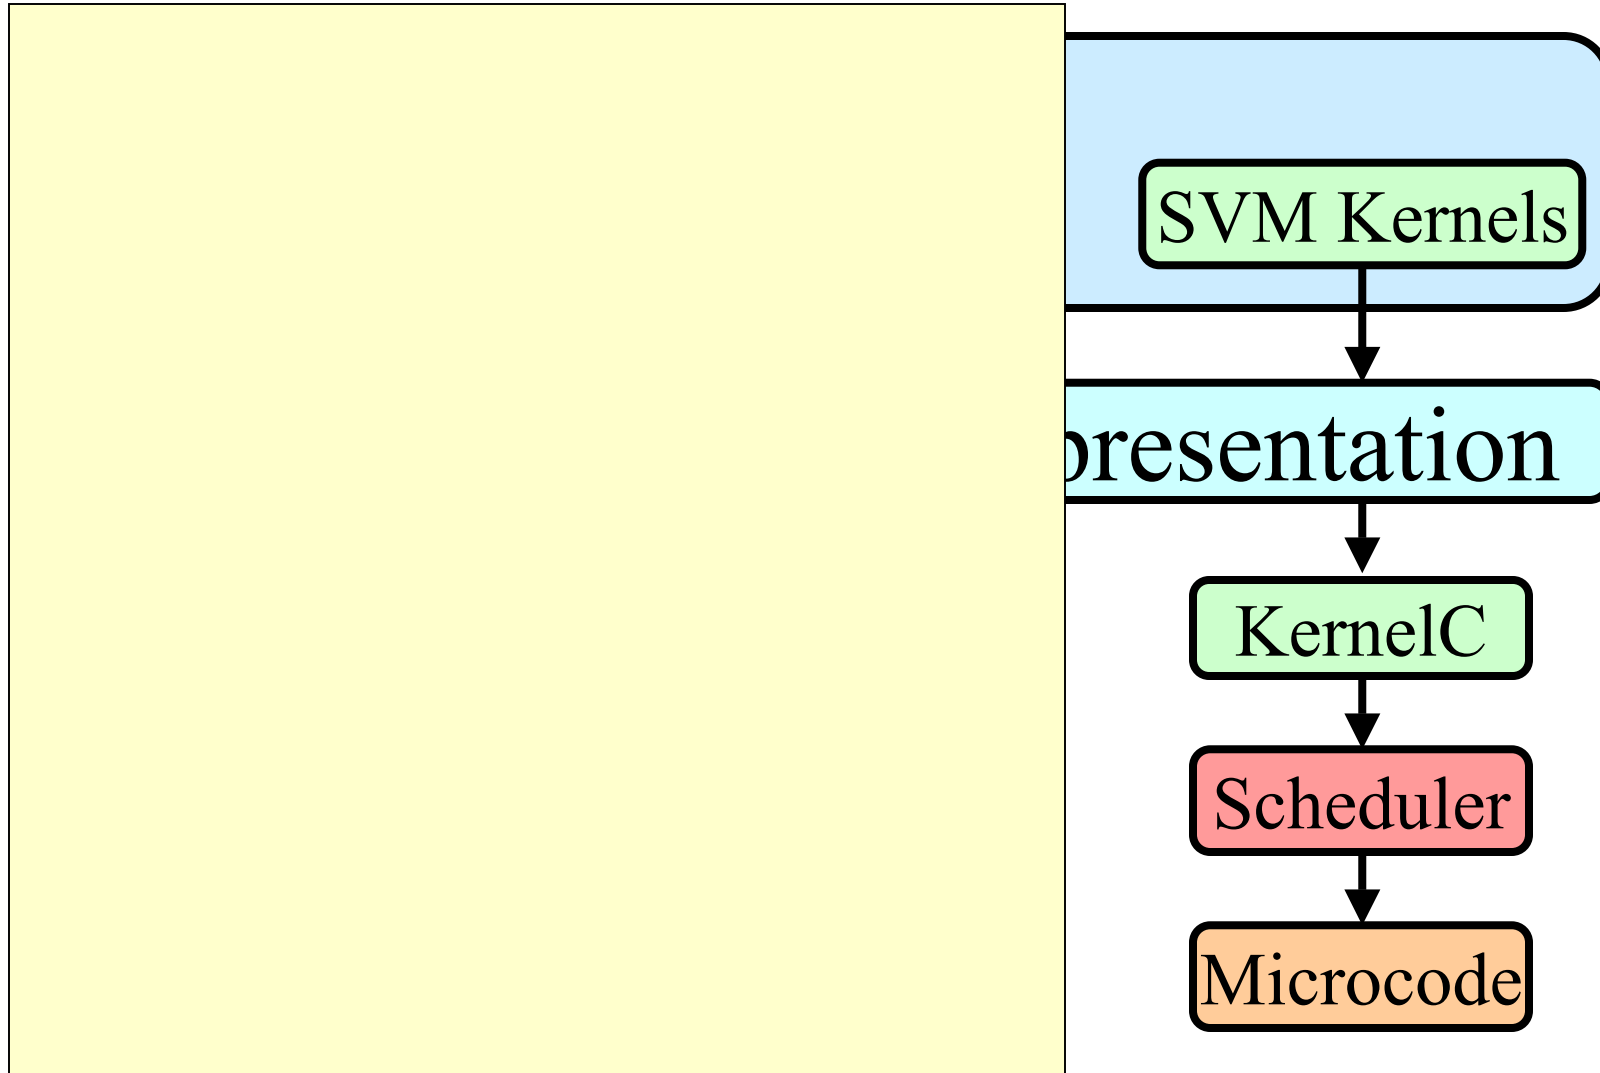 SVM Kernels
presentation
KernelC
Scheduler
Microcode